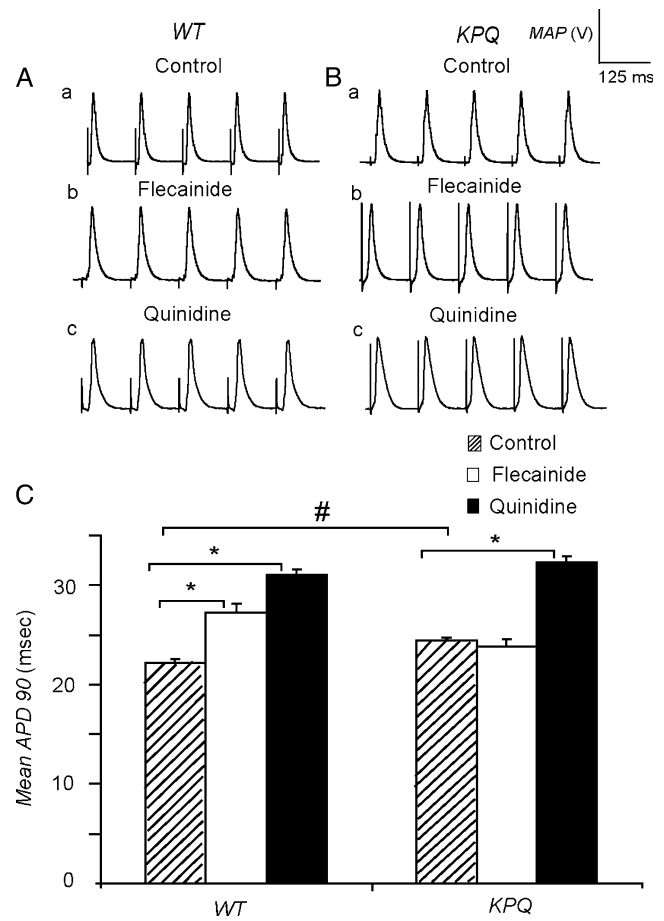 WT KPQ MAP (V)
125 ms
A Control B Control
a a
Flecainide Flecainide
b b
Quinidine Quinidine
c c
Control
Flecainide
Quinidine
C
#
* *
*
30
20
10
0
Mean APD 90 (msec)
WT KPQ